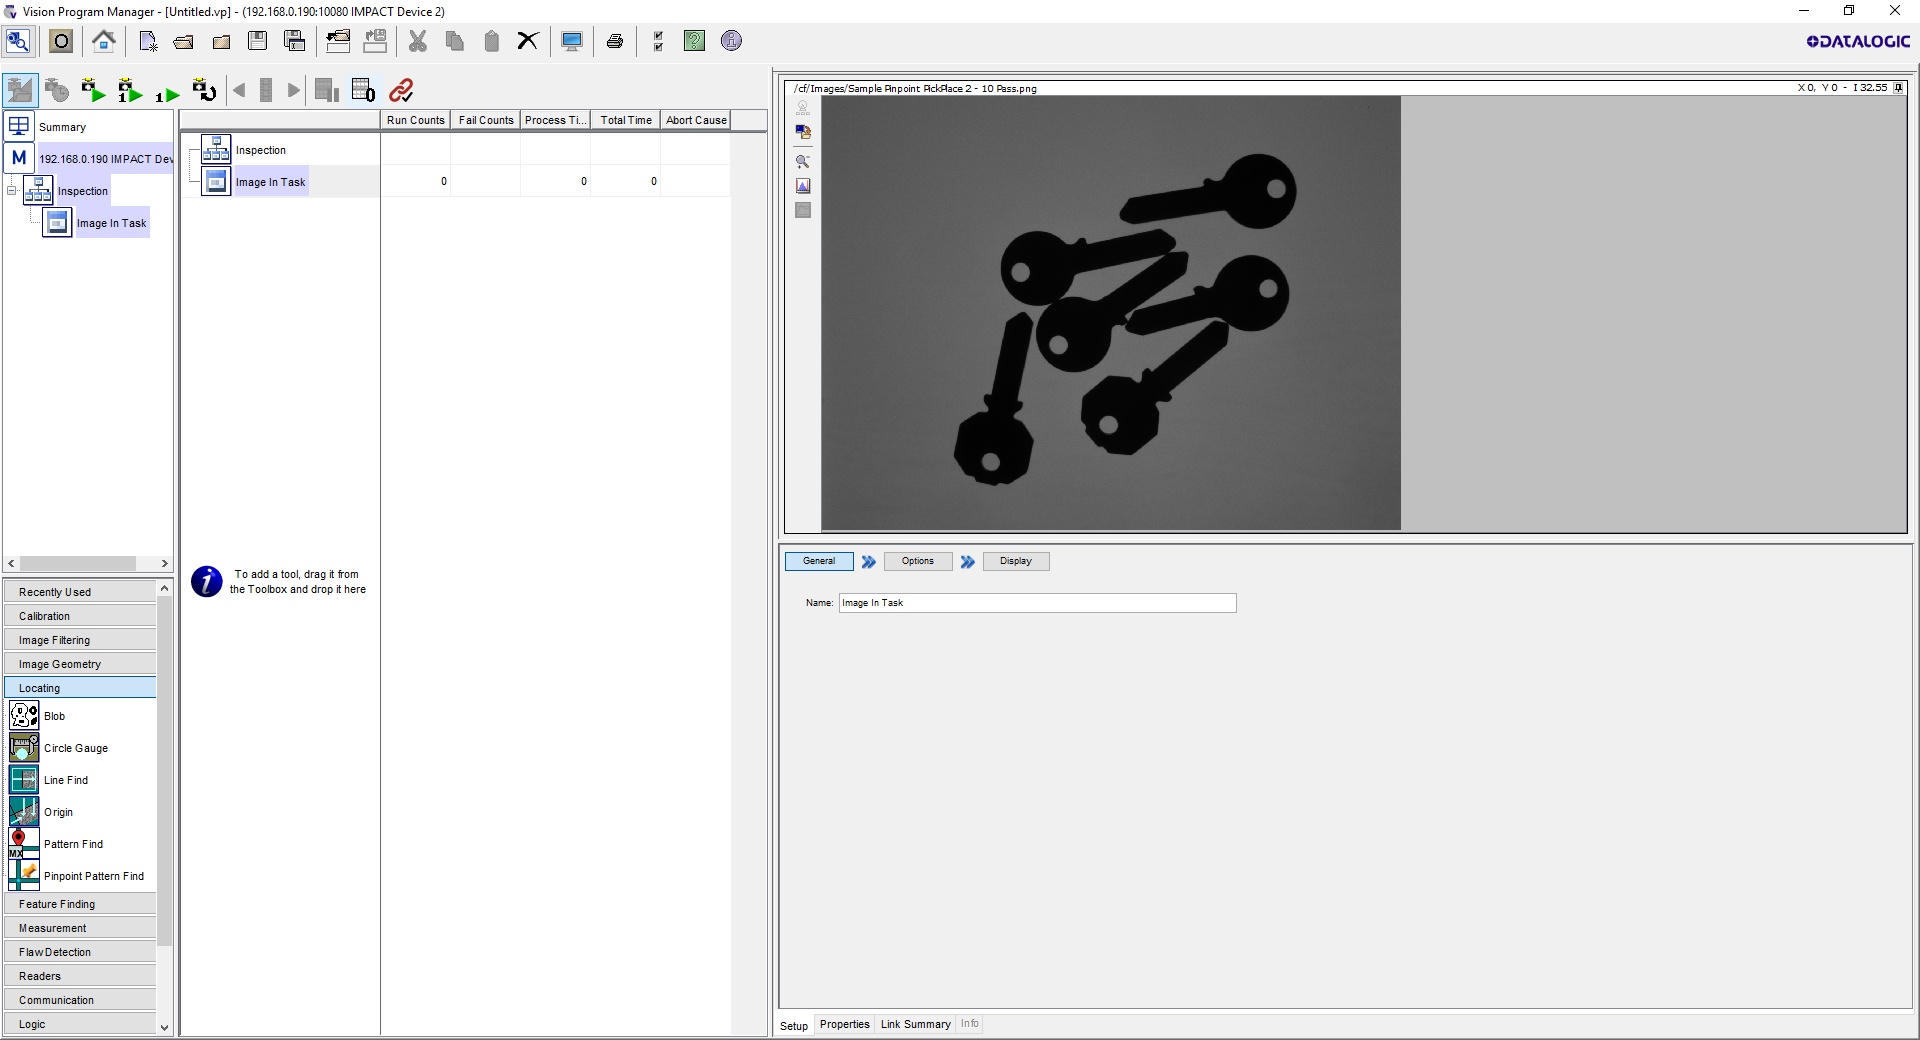 Vision Program Manager - [Untitled.vp] - (192.168.0.190:10080 IMPACT Device 2)
O
1
1
0
?
i
DATALOGIC
Summary
M
192.168.0.190 IMPACT Dev
Inspection
Image In Task
Run Counts
Fail Counts
Process Ti...
Total Time
Abort Cause
Inspection
Image In Task
0
0
0
i
To add a tool, drag it from
the Toolbox and drop it here
Recently Used
Calibration
Image Filtering
Image Geometry
Locating
Blob
Circle Gauge
Line Find
Origin
MX
Pattern Find
Pinpoint Pattern Find
Feature Finding
Measurement
Flaw Detection
Readers
Communication
Logic
/cf/Images/Sample Pinpoint PickPlace 2 - 10 Pass.png
X 0, Y 0 - I 32.55
General
Options
Display
Name:
Image In Task
Setup
Properties
Link Summary
Info